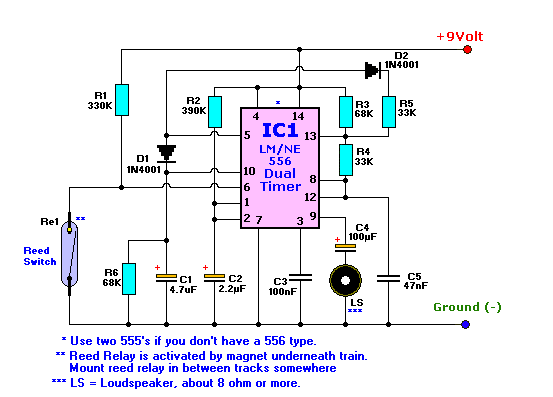 +9Volt
D2
1N4001
R1
330K
R2
390K
R3
68K
R5
33K
4
14
*
5
IC1
13
LM/NE
556
Dual
Timer
R4
33K
D1
1N4001
10
8
6
12
1
9
2
7
3
Re1
**
Reed
Switch
C4
+
100µF
R6
68K
+
C1
4.7uF
+
C2
2.2µF
C3
100nF
C5
47nF
LS
***
Ground (-)
* Use two 555's if you don't have a 556 type.
** Reed Relay is activated by magnet underneath train.
Mount reed relay in between tracks somewhere
*** LS = Loudspeaker, about 8 ohm or more.